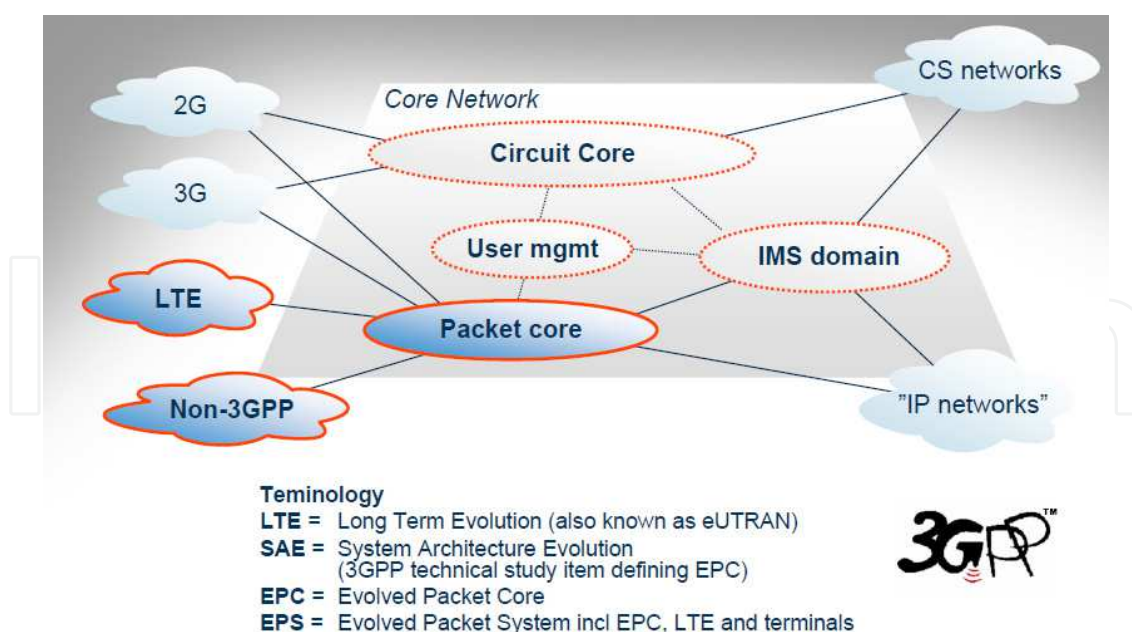 CS networks
2G
Core Network
Circuit Core
3G
User mgmt
IMS domain
LTE
Packet core
Non-3GPP
"IP networks"
Teminology
LTE = Long Term Evolution (also known as eUTRAN)
SAE = System Architecture Evolution
(3GPP technical study item defining EPC)
EPC = Evolved Packet Core
EPS = Evolved Packet System incl EPC, LTE and terminals
3GPP™